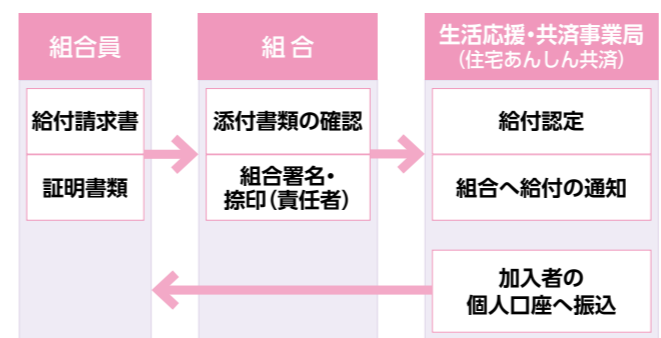 組合員
給付請求書
証明書類
組合
添付書類の確認
組合署名・
捺印(責任者)
生活応援・共済事業局
(住宅あんしん共済)
給付認定
組合へ給付の通知
加入者の
個人口座へ振込